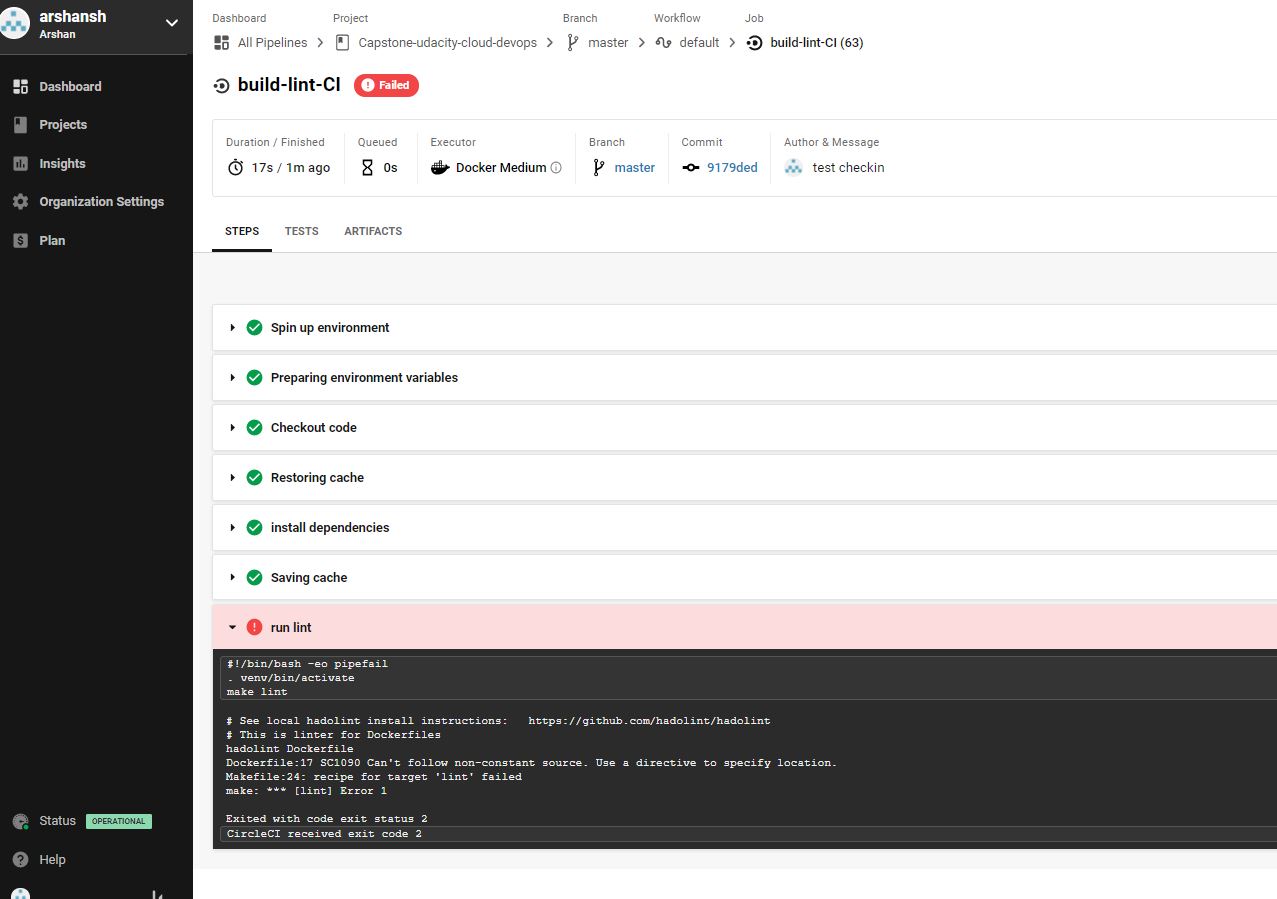 arshansh
Arshan
Dashboard
Projects
Insights
Organization Settings
Plan
Status OPERATIONAL
Help
Dashboard Project Branch Workflow Job
All Pipelines Capstone-udacity-cloud-devops master default build-lint-CI (63)
build-lint-CI Failed
Duration / Finished Queued Executor Branch Commit Author & Message
17s / 1m ago 0s Docker Medium master 9179ded test checkin
STEPS TESTS ARTIFACTS
Spin up environment
Preparing environment variables
Checkout code
Restoring cache
install dependencies
Saving cache
run lint
#!/bin/bash -eo pipefail
. venv/bin/activate
make lint
# See local hadolint install instructions:   https://github.com/hadolint/hadolint
# This is linter for Dockerfiles
hadolint Dockerfile
Dockerfile:17 SC1090 Can't follow non-constant source. Use a directive to specify location.
Makefile:24: recipe for target 'lint' failed
make: *** [lint] Error 1
Exited with code exit status 2
CircleCI received exit code 2